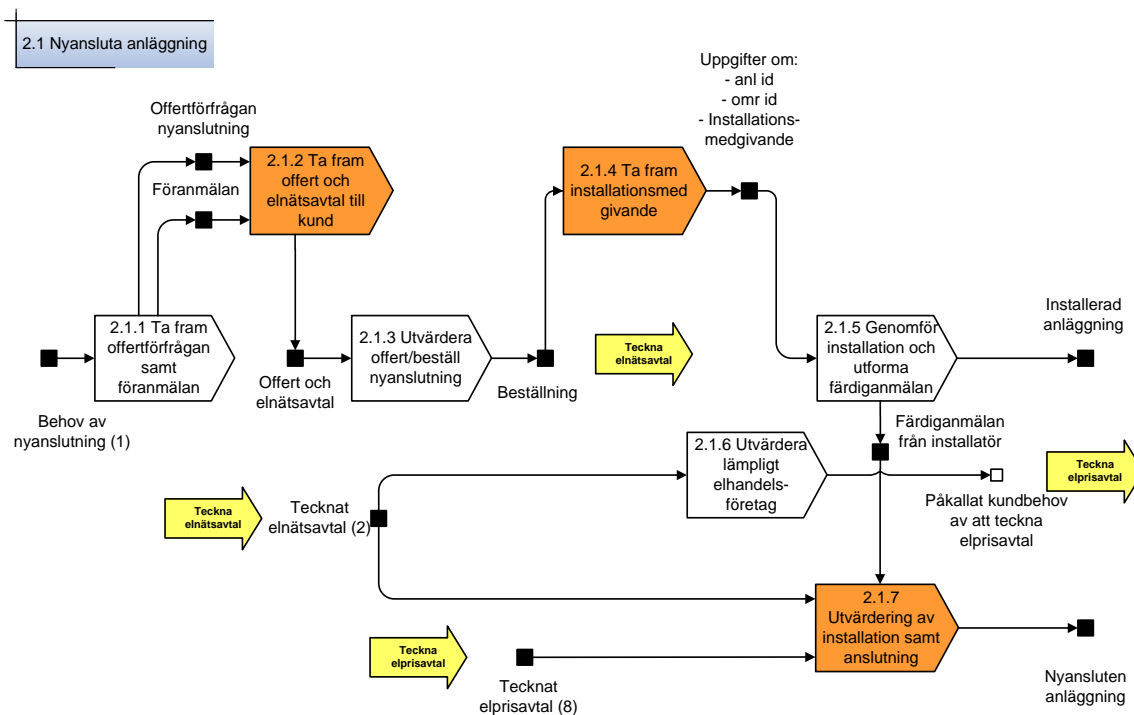 2.1 Nyansluta anläggning
Uppgifter om:
- anl id
- omr id
- Installations-
medgivande
Offertförfrågan
nyanslutning
2.1.2 Ta fram
offert och
elnätsavtal till
kund
2.1.4 Ta fram
installationsmed
givande
Föranmälan
2.1.1 Ta fram
offertförfrågan
samt
föranmälan
2.1.3 Utvärdera
offert/beställ
nyanslutning
Teckna
elnätsavtal
2.1.5 Genomför
installation och
utforma
färdiganmälan
Installerad
anläggning
Behov av
nyanslutning (1)
Offert och
elnätsavtal
Beställning
Färdiganmälan
från installatör
2.1.6 Utvärdera
lämpligt
elhandels-
företag
Teckna
elprisavtal
Teckna
elnätsavtal
Tecknat
elnätsavtal (2)
Påkallat kundbehov
av att teckna
elprisavtal
2.1.7
Utvärdering av
installation samt
anslutning
Teckna
elprisavtal
Tecknat
elprisavtal (8)
Nyansluten
anläggning